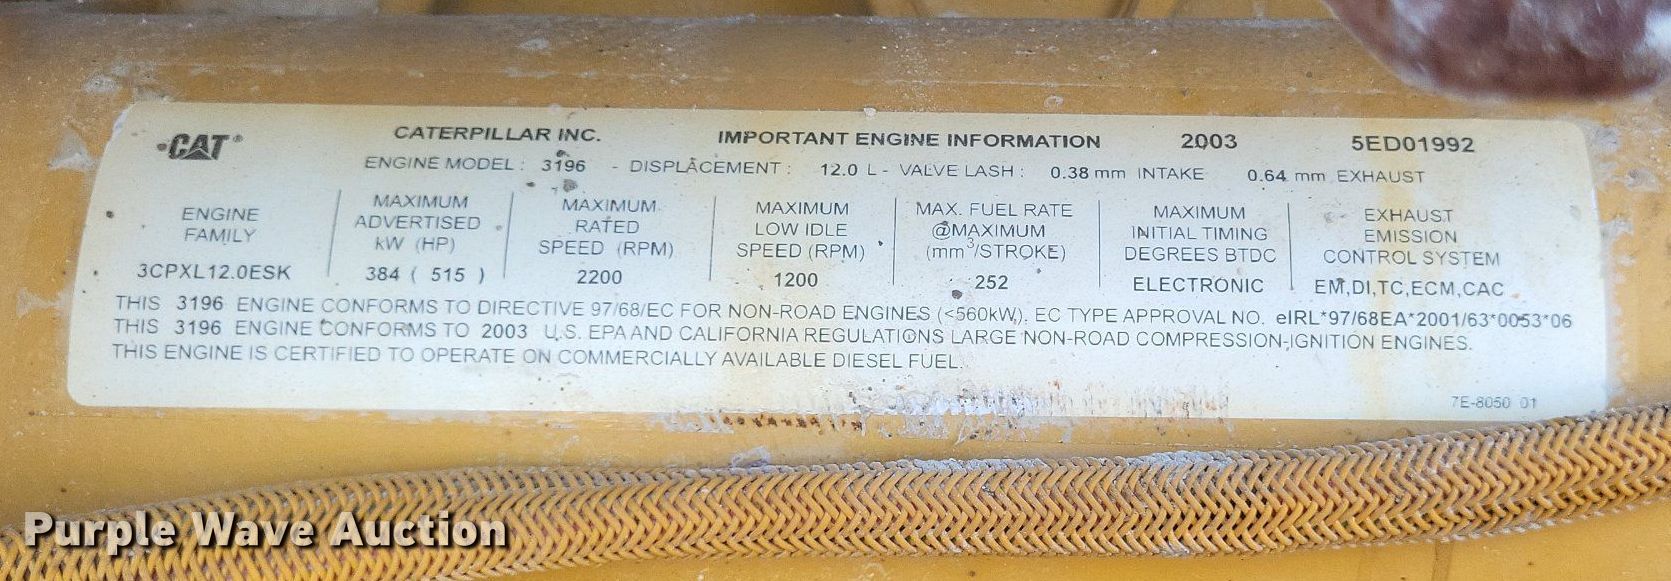 CAT® CATERPILLAR INC. IMPORTANT ENGINE INFORMATION 2003 5ED01992
ENGINE MODEL : 3196 - DISPLACEMENT : 12.0 L - VALVE LASH : 0.38 mm INTAKE 0.64 mm EXHAUST
ENGINE FAMILY
3CPXL12.0ESK
MAXIMUM ADVERTISED kW (HP)
384 ( 515 )
MAXIMUM RATED SPEED (RPM)
2200
MAXIMUM LOW IDLE SPEED (RPM)
1200
MAX. FUEL RATE @MAXIMUM (mm³/STROKE)
252
MAXIMUM INITIAL TIMING DEGREES BTDC
ELECTRONIC
EXHAUST EMISSION CONTROL SYSTEM
EM,DI,TC,ECM,CAC
THIS 3196 ENGINE CONFORMS TO DIRECTIVE 97/68/EC FOR NON-ROAD ENGINES (<560kW). EC TYPE APPROVAL NO. eIRL*97/68EA*2001/63*0053*06
THIS 3196 ENGINE CONFORMS TO 2003 U.S. EPA AND CALIFORNIA REGULATIONS LARGE NON-ROAD COMPRESSION-IGNITION ENGINES.
THIS ENGINE IS CERTIFIED TO OPERATE ON COMMERCIALLY AVAILABLE DIESEL FUEL.
7E-8050 01
Purple Wave Auction